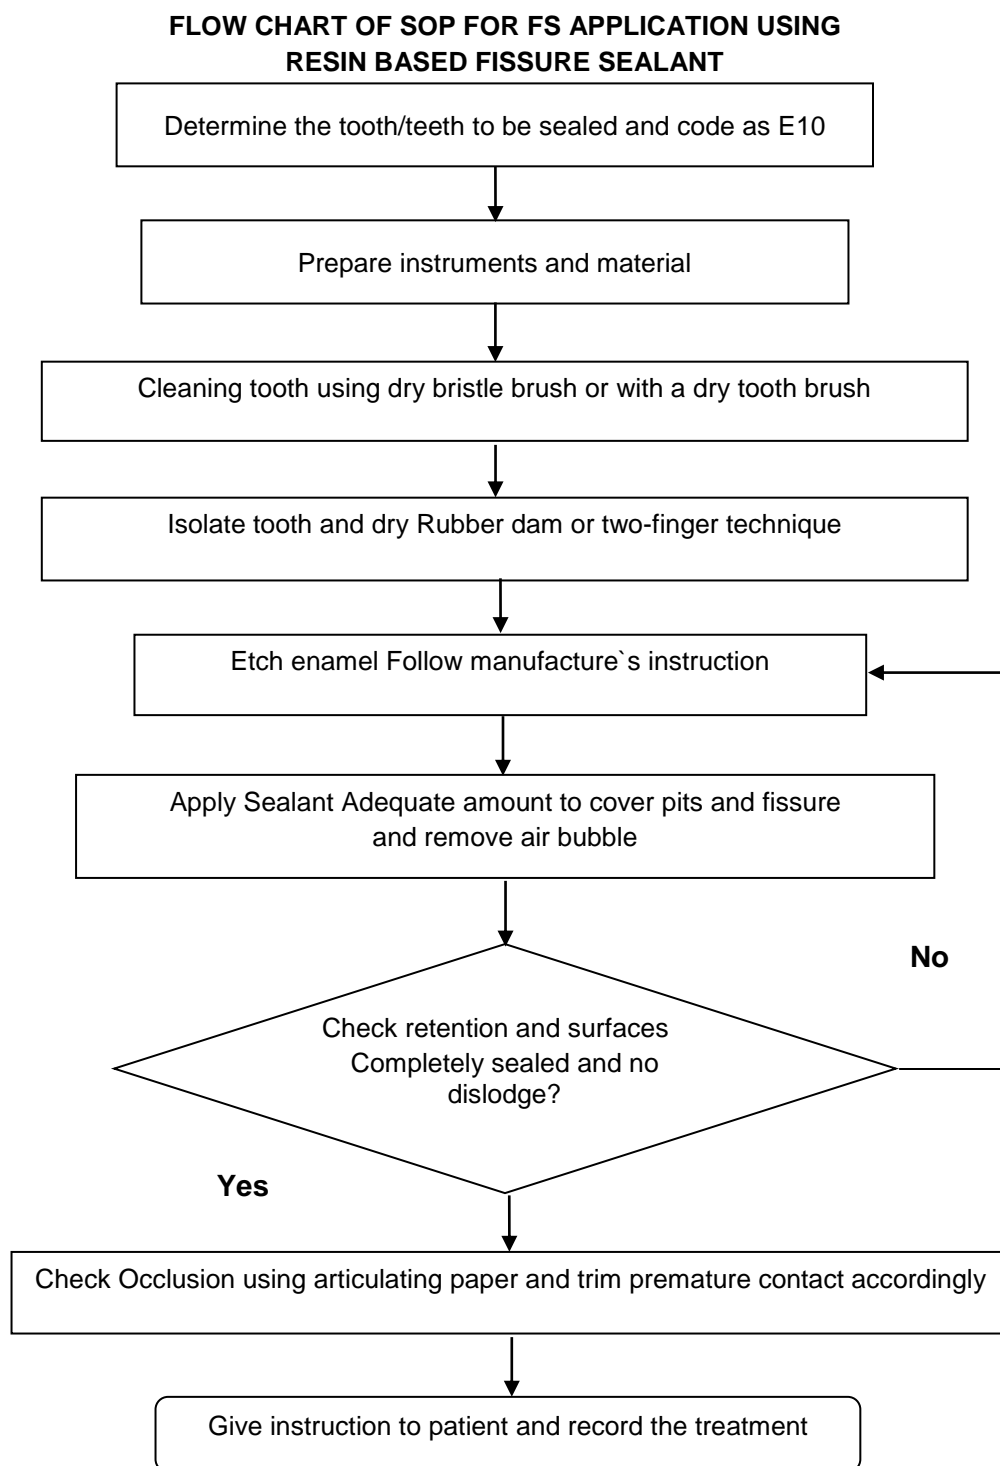 FLOW CHART OF SOP FOR FS APPLICATION USING
RESIN BASED FISSURE SEALANT
Determine the tooth/teeth to be sealed and code as E10
Prepare instruments and material
Cleaning tooth using dry bristle brush or with a dry tooth brush
Isolate tooth and dry Rubber dam or two-finger technique
Etch enamel Follow manufacture`s instruction
Apply Sealant Adequate amount to cover pits and fissure
and remove air bubble
No
Check retention and surfaces
Completely sealed and no
dislodge?
Yes
Check Occlusion using articulating paper and trim premature contact accordingly
Give instruction to patient and record the treatment